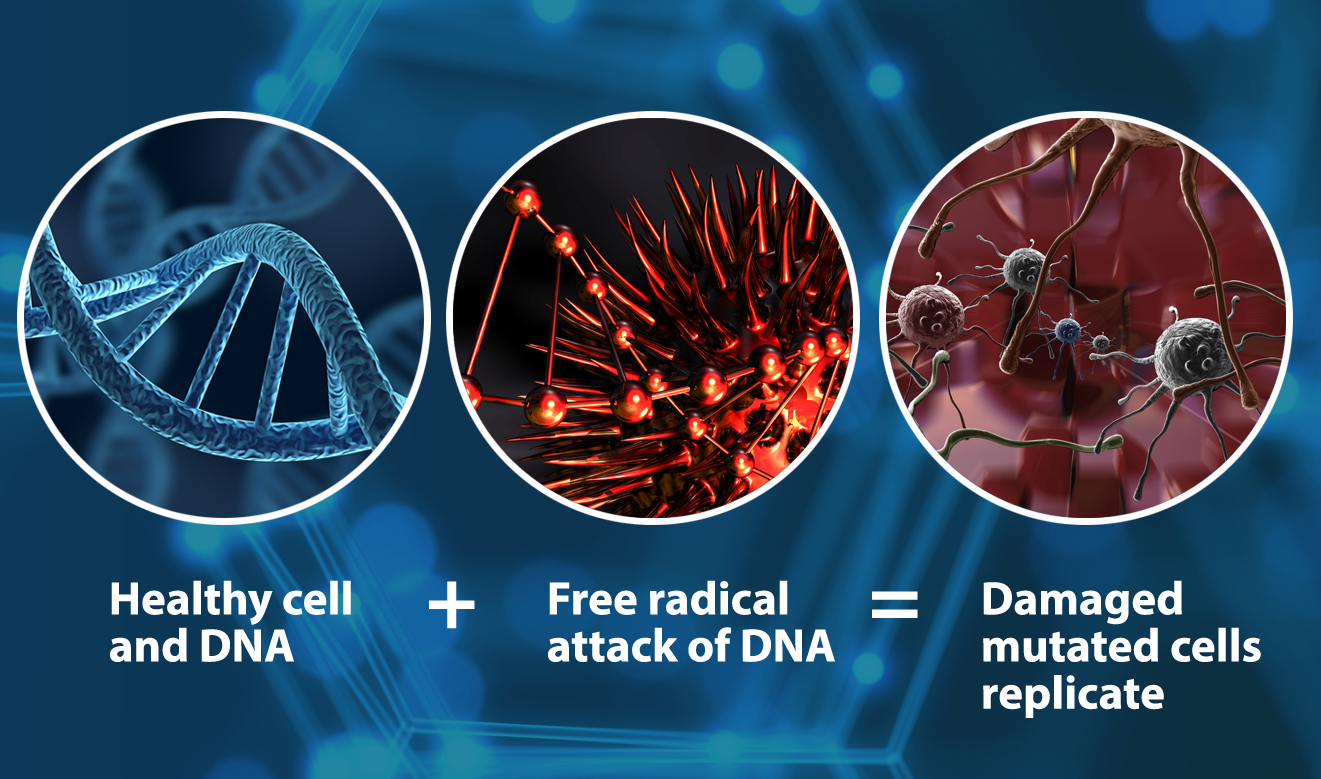 Healthy cell
and DNA
+
Free radical
attack of DNA
=
Damaged
mutated cells
replicate